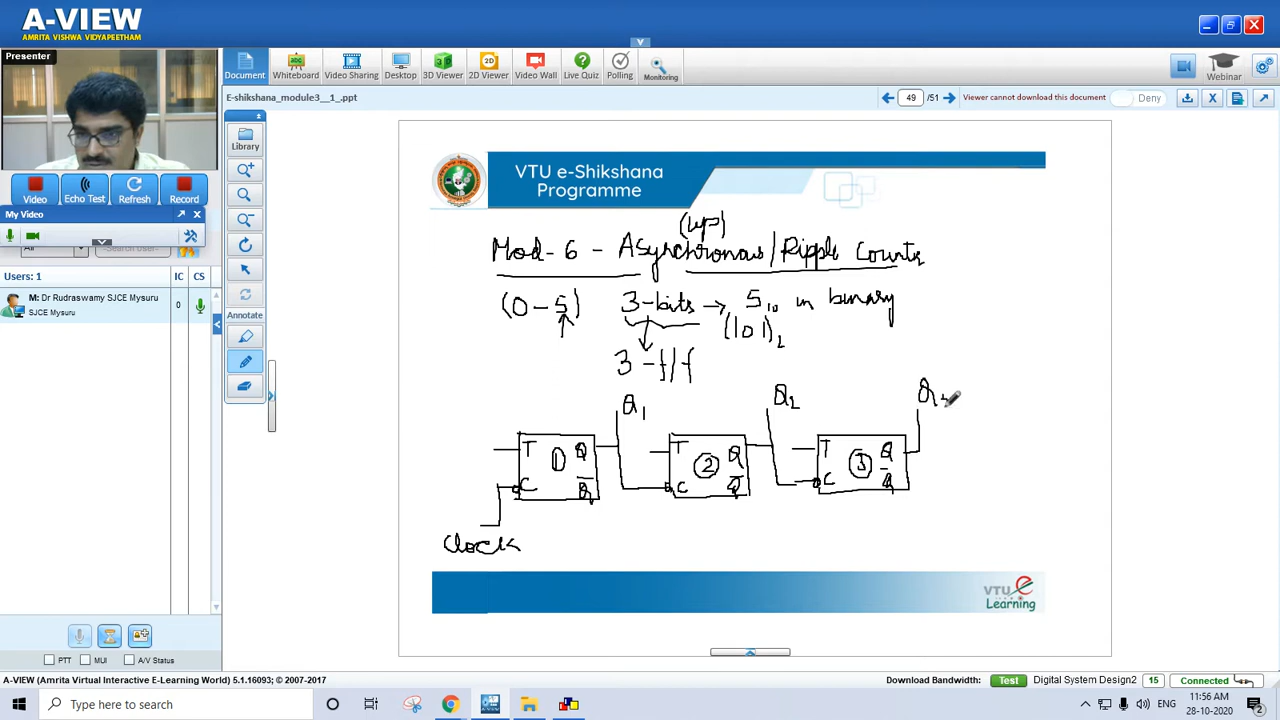 A-VIEW
AMRITA VISHWA VIDYAPEETHAM
Presenter
Document
Whiteboard
Video Sharing
Desktop
3D Viewer
2D Viewer
Video Wall
Live Quiz
Polling
Monitoring
Webinar
E-shikshana_module3__1_.ppt
49 /51
Viewer cannot download this document
Deny
Video
Echo Test
Refresh
Record
My Video
All
Users: 1
IC
CS
M: Dr Rudraswamy SJCE Mysuru
SJCE Mysuru
0
Library
Annotate
VTU e-Shikshana
Programme
(up)
Mod-6 - Asynchronous/Ripple Counter
(0 - 5) 3-bits → 5₁₀ in binary
(101)₂
3 - f/f
Q₁ Q₂
T ① Q T ② Q T ③ Q
C Q̅ C Q̅ C Q̅
Clock
VTU e
Learning
PTT
MUI
A/V Status
A-VIEW (Amrita Virtual Interactive E-Learning World) 5.1.16093; © 2007-2017
Download Bandwidth:
Test
Digital System Design2
15
Connected
Type here to search
ENG
11:56 AM
28-10-2020
2